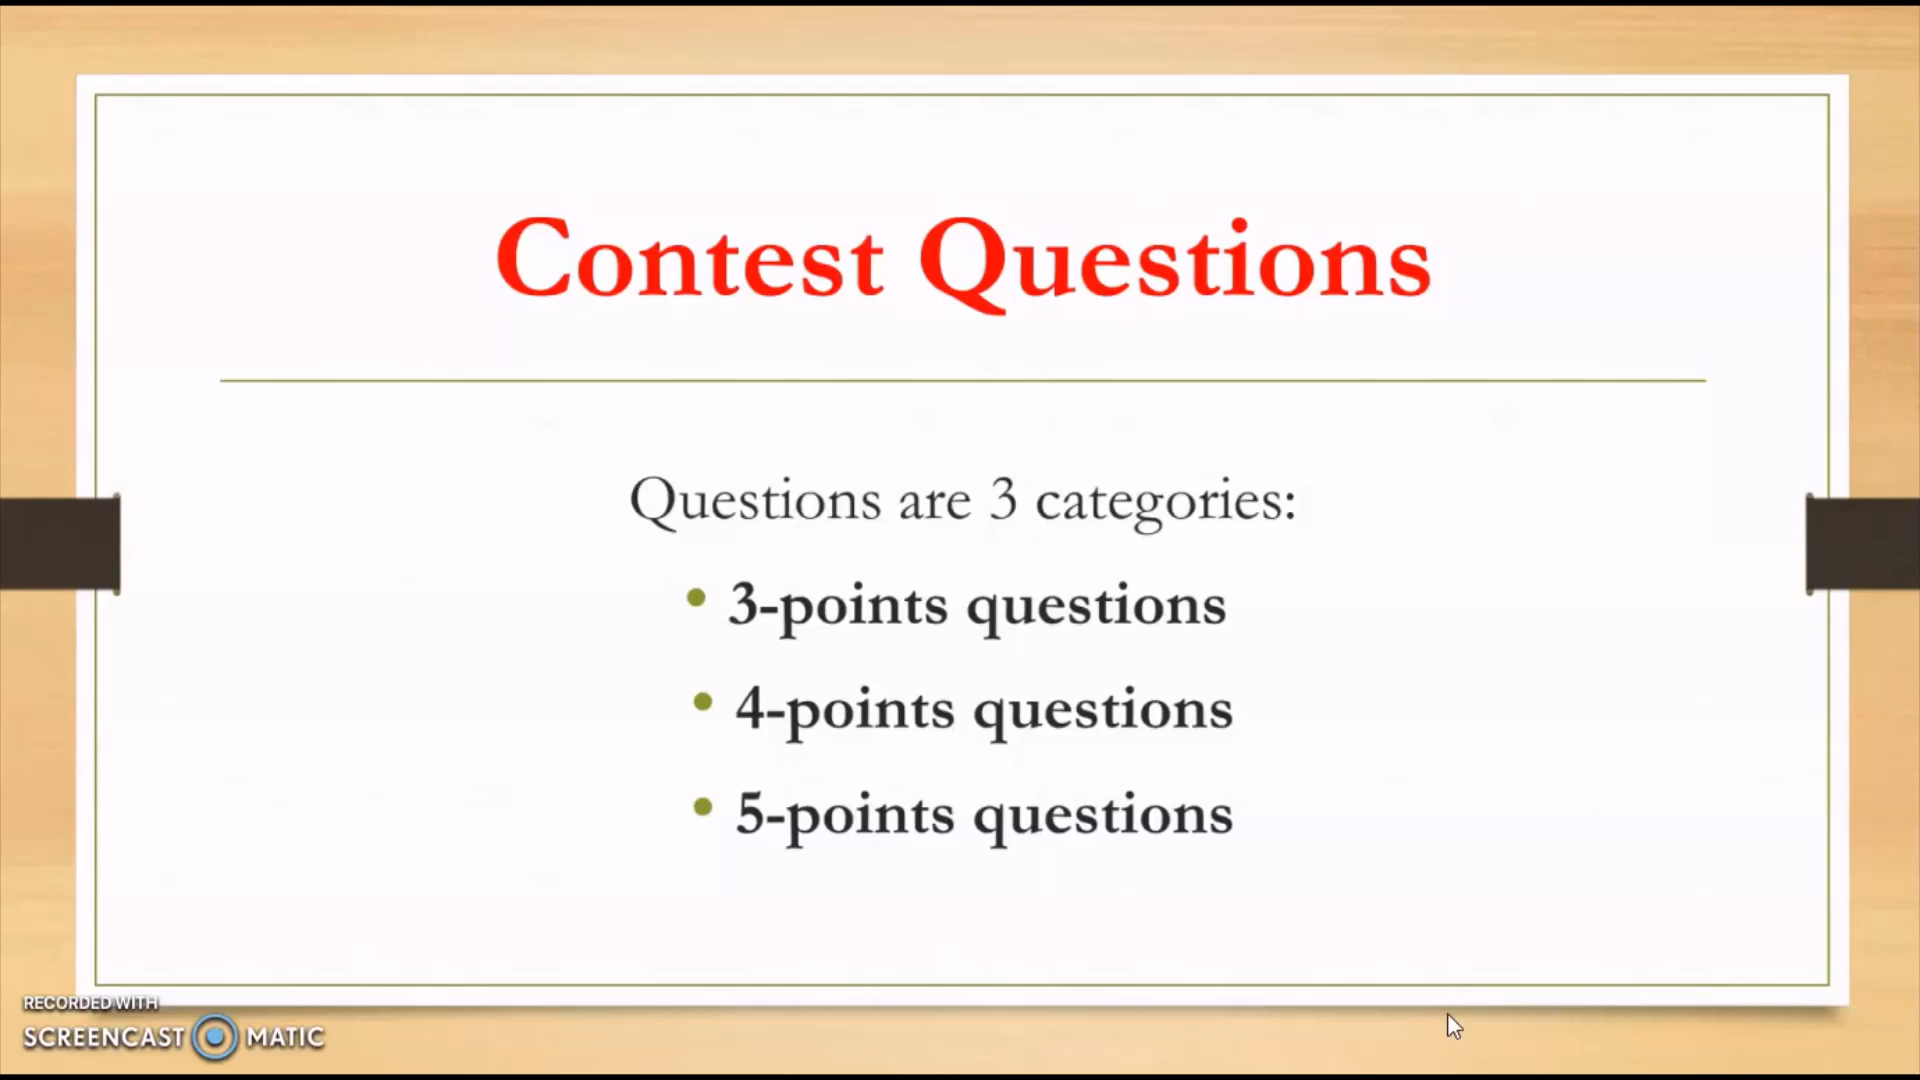 Contest Questions
Questions are 3 categories:
• 3-points questions
• 4-points questions
• 5-points questions
RECORDED WITH
SCREENCAST MATIC